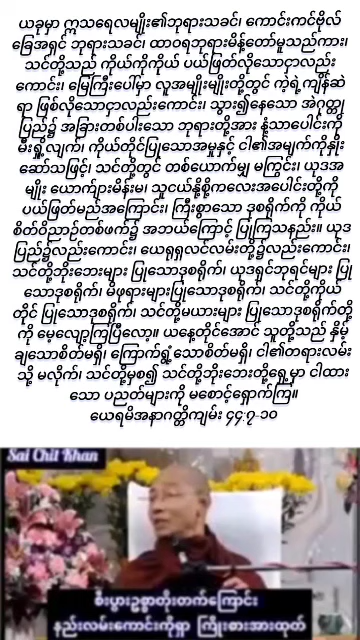 ယခုမှာ ဣသရေလမျိုး၏ဘုရားသခင်၊ ကောင်းကင်ဗိုလ်
ခြေအရှင် ဘုရားသခင်၊ ထာဝရဘုရားမိန့်တော်မူသည်ကား၊
သင်တို့သည် ကိုယ်ကိုကိုယ် ပယ်ဖြတ်လိုသောငှာလည်း
ကောင်း၊ မြေကြီးပေါ်မှာ လူအမျိုးမျိုးတို့တွင် ကဲ့ရဲ့ကျိန်ဆဲ
ရာ ဖြစ်လိုသောငှာလည်းကောင်း၊ သွား၍နေသော အဲဂုတ္တု
ပြည်၌ အခြားတစ်ပါးသော ဘုရားတို့အား နံ့သာပေါင်းကို
မီးရှို့လျက်၊ ကိုယ်တိုင်ပြုသောအမှုနှင့် ငါ၏အမျက်ကိုနှိုး
ဆော်သဖြင့်၊ သင်တို့တွင် တစ်ယောက်မျှ မကြွင်း၊ ယုဒအ
မျိုး ယောက်ျားမိန်းမ၊ သူငယ်နို့စို့ကလေးအပေါင်းတို့ကို
ပယ်ဖြတ်မည်အကြောင်း၊ ကြီးစွာသော ဒုစရိုက်ကို ကိုယ်
စိတ်ဝိညာဉ်တစ်ဖက်၌ အဘယ်ကြောင့် ပြုကြသနည်း။ ယုဒ
ပြည်၌လည်းကောင်း၊ ယေရုရှလင်လမ်းတို့၌လည်းကောင်း၊
သင်တို့ဘိုးဘေးများ ပြုသောဒုစရိုက်၊ ယုဒရှင်ဘုရင်များ ပြု
သောဒုစရိုက်၊ မိဖုရားများပြုသောဒုစရိုက်၊ သင်တို့ကိုယ်
တိုင် ပြုသောဒုစရိုက်၊ သင်တို့မယားများ ပြုသောဒုစရိုက်တို့
ကို မေ့လျော့ကြပြီလော့။ ယနေ့တိုင်အောင် သူတို့သည် နှိမ့်
ချသောစိတ်မရှိ၊ ကြောက်ရွံ့သောစိတ်မရှိ၊ ငါ၏တရားလမ်း
သို့ မလိုက်၊ သင်တို့မှစ၍ သင်တို့ဘိုးဘေးတို့ရှေ့မှာ ငါထား
သော ပညတ်များကို မစောင့်ရှောက်ကြ။
ယေရမိအနာဂတ္တိကျမ်း ၄၄:၇-၁၀
Sai Chit Khan
စီးပွားဥစ္စာတိုးတက်ကြောင်း
နည်းလမ်းကောင်းကိုရာ ကြိုးစားအားထုတ်